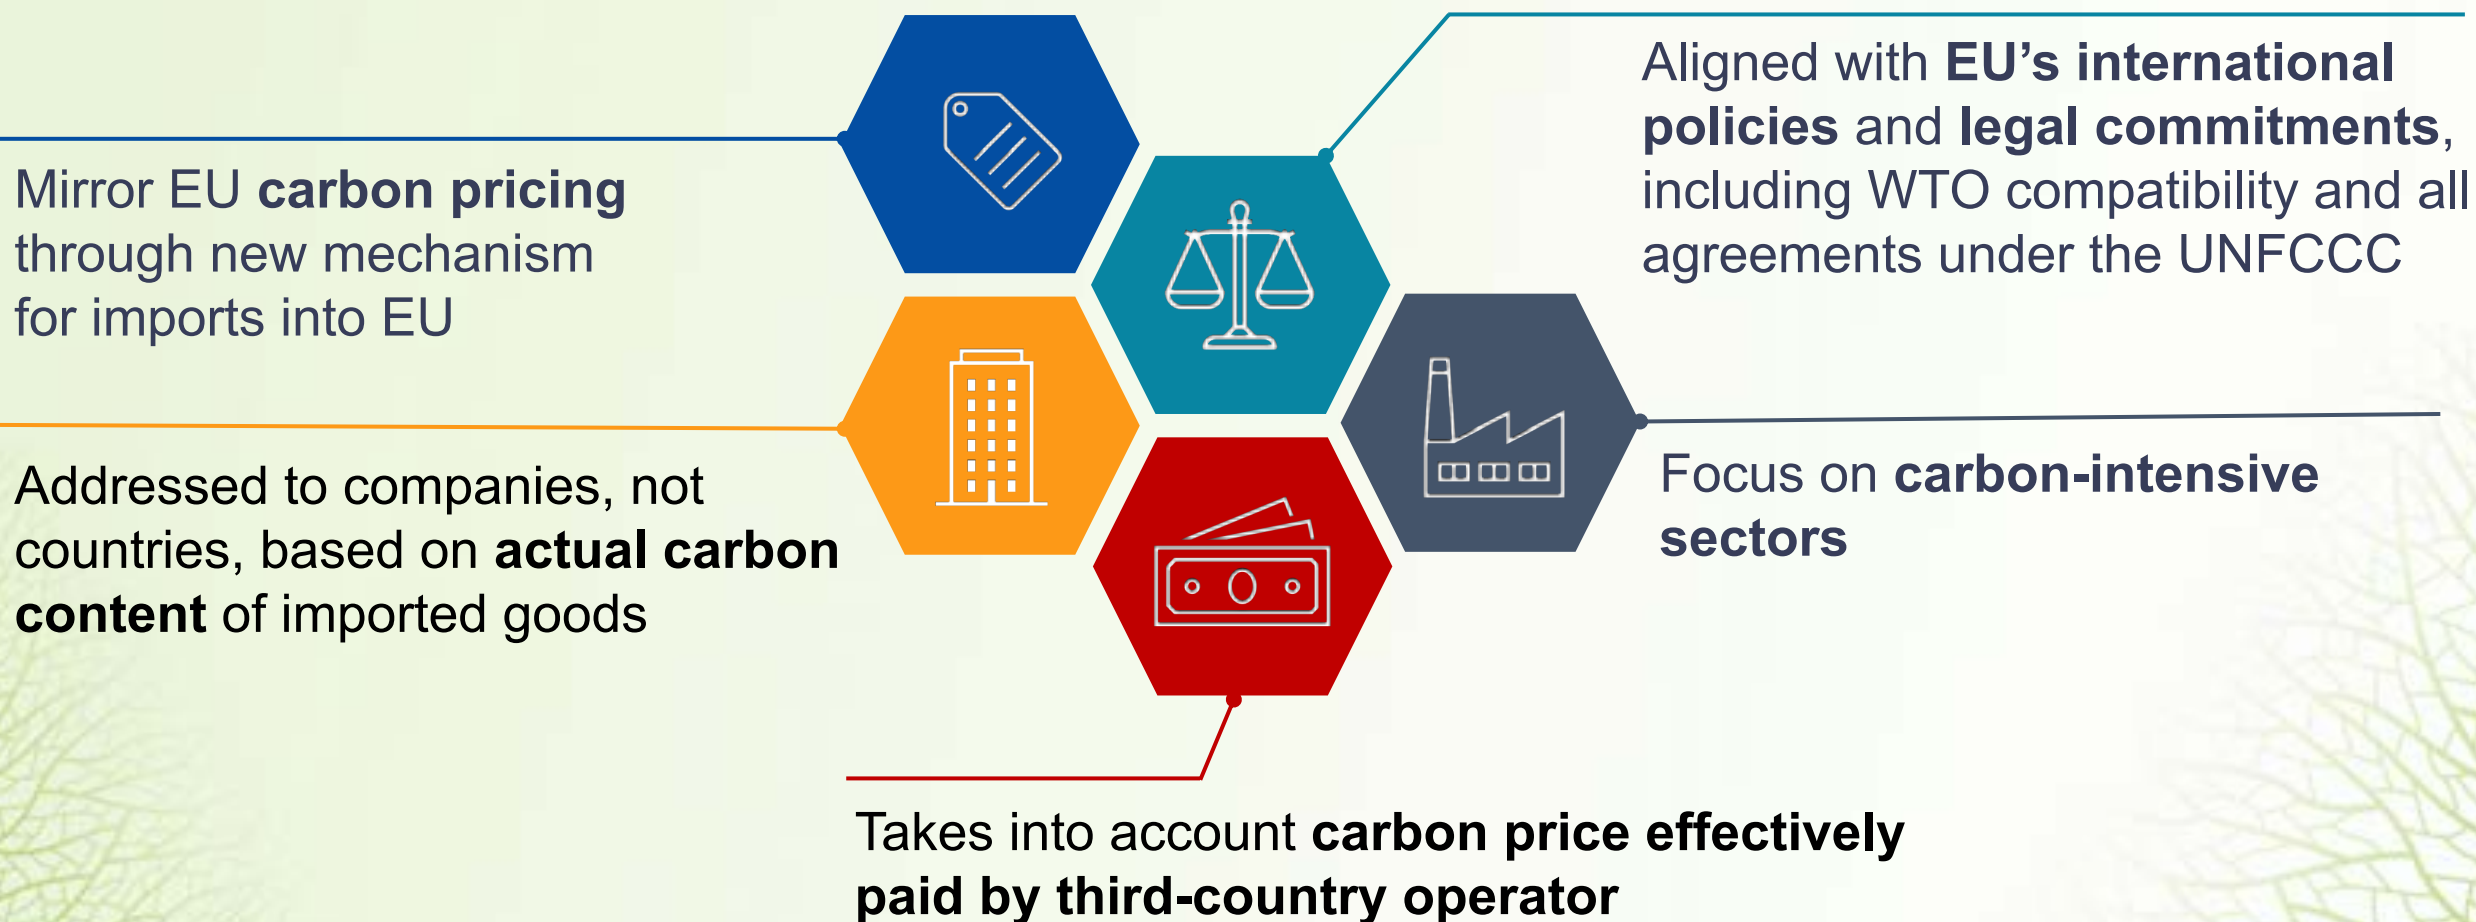 Mirror EU carbon pricing
through new mechanism
for imports into EU
Aligned with EU’s international
policies and legal commitments,
including WTO compatibility and all
agreements under the UNFCCC
Addressed to companies, not
countries, based on actual carbon
content of imported goods
Focus on carbon-intensive
sectors
Takes into account carbon price effectively
paid by third-country operator